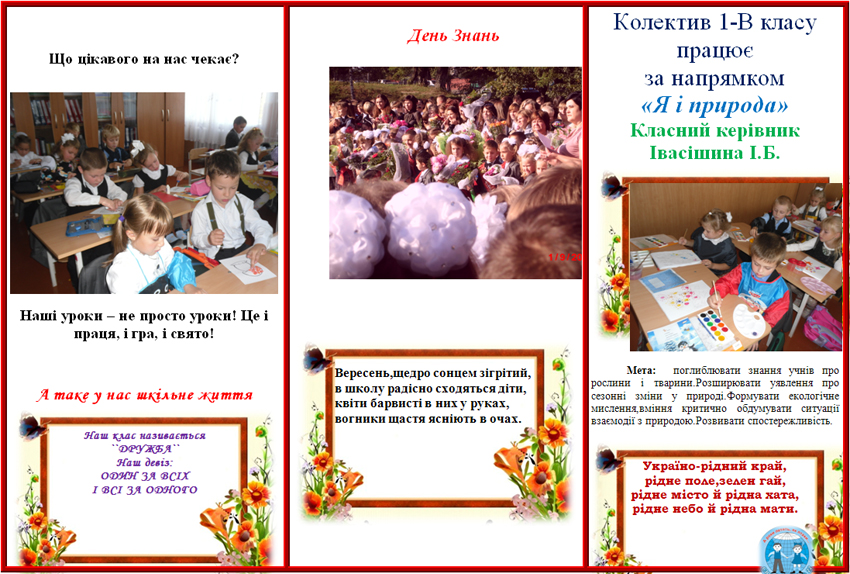 Що цікавого на нас чекає?
Наші уроки – не просто уроки! Це і
праця, і гра, і свято!
А таке у нас шкільне життя
Наш клас називається
``ДРУЖБА``
Наш девіз:
ОДИН ЗА ВСІХ
І ВСІ ЗА ОДНОГО
День Знань
Вересень,щедро сонцем зігрітий,
в школу радісно сходяться діти,
квіти барвисті в них у руках,
вогники щастя ясніють в очах.
Колектив 1-В класу
працює
за напрямком
«Я і природа»
Класний керівник
Івасішина І.Б.
Мета: поглиблювати знання учнів про
рослини і тварини.Розширювати уявлення про
сезонні зміни у природі.Формувати екологічне
мислення,вміння критично обдумувати ситуації
взаємодії з природою.Розвивати спостережливість.
Україно-рідний край,
рідне поле,зелен гай,
рідне місто й рідна хата,
рідне небо й рідна мати.